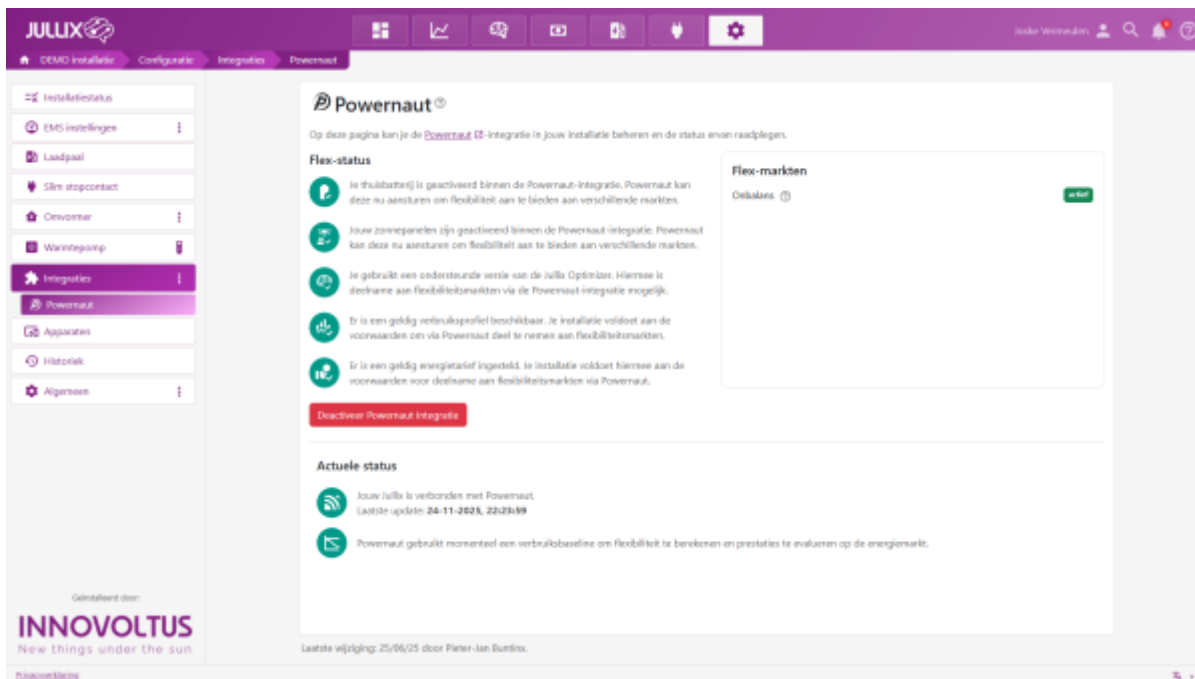 JULLIX
Joske Vermeulen
DEMO installatie Configuratie Integraties Powernaut
Installatiestatus
EMS instellingen
Laadpaal
Slim stopcontact
Omvormer
Warmtepomp
Integraties
Powernaut
Apparaten
Historiek
Algemeen
Geïnstalleerd door:
INNOVOLTUS
New things under the sun
Privacyverklaring
Powernaut
Op deze pagina kan je de Powernaut-integratie in jouw installatie beheren en de status ervan raadplegen.
Flex-status
Je thuisbatterij is geactiveerd binnen de Powernaut-integratie. Powernaut kan
deze nu aansturen om flexibiliteit aan te bieden aan verschillende markten.
Jouw zonnepanelen zijn geactiveerd binnen de Powernaut-integratie. Powernaut
kan deze nu aansturen om flexibiliteit aan te bieden aan verschillende markten.
Je gebruikt een ondersteunde versie van de Jullix Optimizer. Hiermee is
deelname aan flexibiliteitsmarkten via de Powernaut-integratie mogelijk.
Er is een geldig verbruiksprofiel beschikbaar. Je installatie voldoet aan de
voorwaarden om via Powernaut deel te nemen aan flexibiliteitsmarkten.
Er is een geldig energietarief ingesteld. Je installatie voldoet hiermee aan de
voorwaarden voor deelname aan flexibiliteitsmarkten via Powernaut.
Deactiveer Powernaut integratie
Flex-markten
Onbalans actief
Actuele status
Jouw Jullix is verbonden met Powernaut.
Laatste update: 24-11-2025, 22:23:59
Powernaut gebruikt momenteel een verbruiksbaseline om flexibiliteit te berekenen en prestaties te evalueren op de energiemarkt.
Laatste wijziging: 25/06/25 door Pieter-Jan Buntinx.